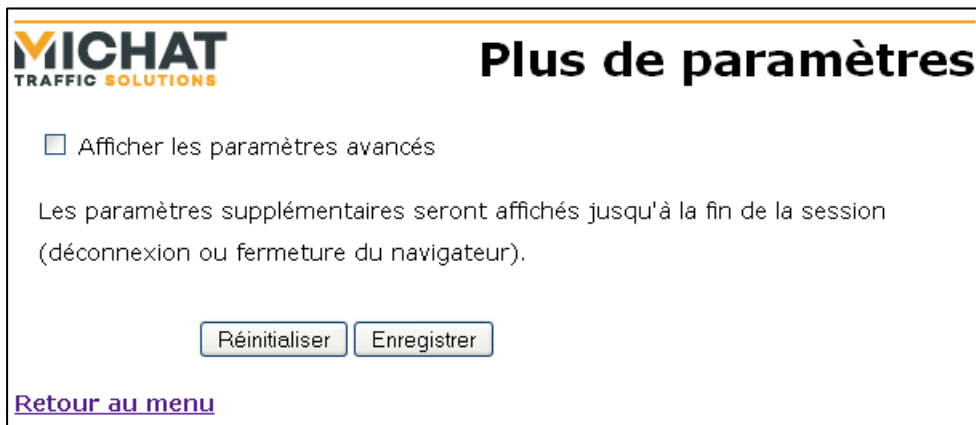 MICHAT
TRAFFIC SOLUTIONS
Plus de paramètres
Afficher les paramètres avancés
Les paramètres supplémentaires seront affichés jusqu'à la fin de la session
(déconnexion ou fermeture du navigateur).
Réinitialiser Enregistrer
Retour au menu